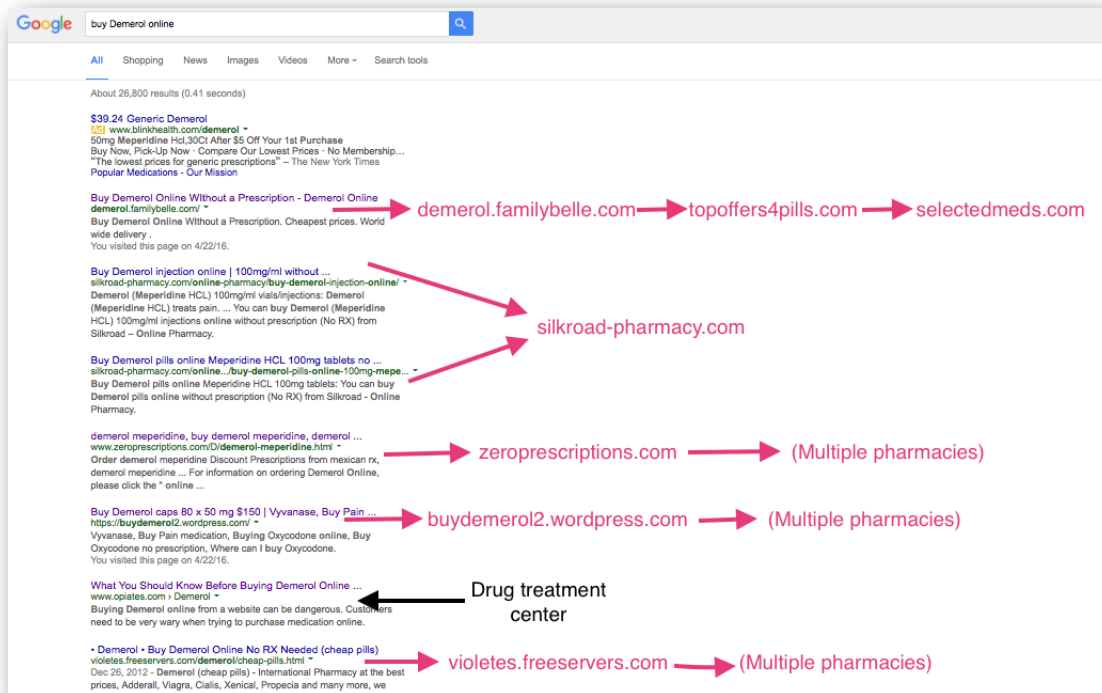 Google
buy Demerol online
All Shopping News Images Videos More Search tools
About 26,800 results (0.41 seconds)
$39.24 Generic Demerol
Ad www.blinkhealth.com/demerol
50mg Meperidine Hcl,30Ct After $5 Off Your 1st Purchase
Buy Now, Pick-Up Now · Compare Our Lowest Prices · No Membership...
"The lowest prices for generic prescriptions" – The New York Times
Popular Medications - Our Mission
Buy Demerol Online WIthout a Prescription - Demerol Online
demerol.familybelle.com/
Buy Demerol Online WIthout a Prescription. Cheapest prices. World
wide delivery .
You visited this page on 4/22/16.
demerol.familybelle.com topoffers4pills.com selectedmeds.com
Buy Demerol injection online | 100mg/ml without ...
silkroad-pharmacy.com/online-pharmacy/buy-demerol-injection-online/
Demerol (Meperidine HCL) 100mg/ml vials/injections: Demerol
(Meperidine HCL) treats pain. ... You can buy Demerol (Meperidine
HCL) 100mg/ml injections online without prescription (No RX) from
Silkroad – Online Pharmacy.
silkroad-pharmacy.com
Buy Demerol pills online Meperidine HCL 100mg tablets no ...
silkroad-pharmacy.com/online.../buy-demerol-pills-online-100mg-mepe...
Buy Demerol pills online Meperidine HCL 100mg tablets: You can buy
Demerol pills online without prescription (No RX) from Silkroad - Online
Pharmacy.
demerol meperidine, buy demerol meperidine, demerol ...
www.zeroprescriptions.com/D/demerol-meperidine.html
Order demerol meperidine Discount Prescriptions from mexican rx,
demerol meperidine ... For information on ordering Demerol Online,
please click the " online ...
zeroprescriptions.com (Multiple pharmacies)
Buy Demerol caps 80 x 50 mg $150 | Vyvanase, Buy Pain ...
https://buydemerol2.wordpress.com/
Vyvanase, Buy Pain medication, Buying Oxycodone online, Buy
Oxycodone no prescription, Where can I buy Oxycodone.
You visited this page on 4/22/16.
buydemerol2.wordpress.com (Multiple pharmacies)
What You Should Know Before Buying Demerol Online ...
www.opiates.com › Demerol
Buying Demerol online from a website can be dangerous. Customers
need to be very wary when trying to purchase medication online.
Drug treatment
center
• Demerol • Buy Demerol Online No RX Needed (cheap pills)
violetes.freeservers.com/demerol/cheap-pills.html
Dec 26, 2012 - Demerol (cheap pills) - International Pharmacy at the best
prices, Adderall, Viagra, Cialis, Xenical, Propecia and many more, we
violetes.freeservers.com (Multiple pharmacies)